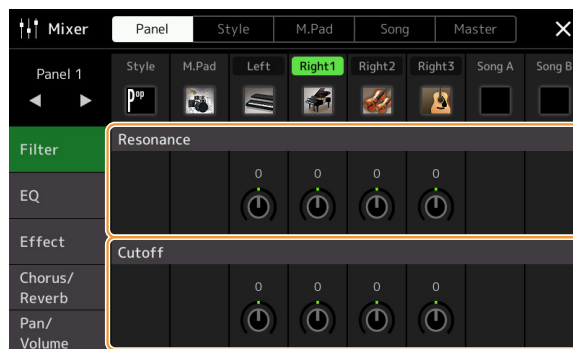 Mixer
Panel Style M.Pad Song Master
Panel 1
Style M.Pad Left Right1 Right2 Right3 Song A Song B
Pop
Filter
Resonance
0 0 0 0
EQ
Effect
Cutoff
Chorus/
Reverb
0 0 0 0
Pan/
Volume